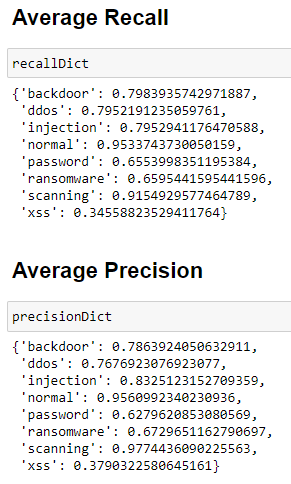 Average Recall
recallDict
{'backdoor': 0.7983935742971887,
'ddos': 0.7952191235059761,
'injection': 0.7952941176470588,
'normal': 0.9533743730050159,
'password': 0.6553998351195384,
'ransomware': 0.6595441595441596,
'scanning': 0.9154929577464789,
'xss': 0.34558823529411764}
Average Precision
precisionDict
{'backdoor': 0.7863924050632911,
'ddos': 0.7676923076923077,
'injection': 0.8325123152709359,
'normal': 0.9560992340230936,
'password': 0.6279620853080569,
'ransomware': 0.6729651162790697,
'scanning': 0.9774436090225563,
'xss': 0.3790322580645161}